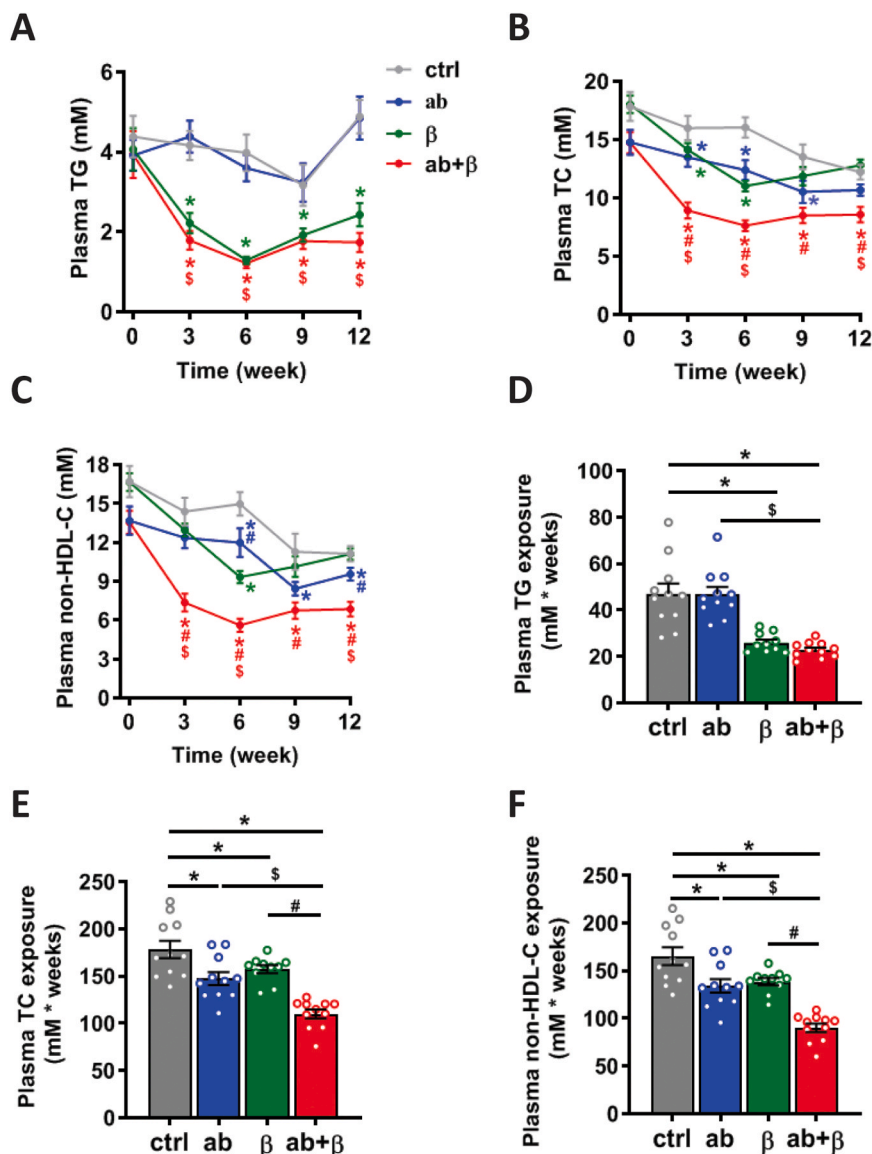 A
Plasma TG (mM)
6
4
2
0
0 3 6 9 12
Time (week)
* * * *
* * * *
$ $ $ $
ctrl
ab
β
ab+β
B
Plasma TC (mM)
20
15
10
5
0
0 3 6 9 12
Time (week)
* * *
* *
* * * *
# # # #
$ $ $
C
Plasma non-HDL-C (mM)
18
15
12
9
6
3
0
0 3 6 9 12
Time (week)
* * *
# #
*
* * * *
# # # #
$ $ $
D
Plasma TG exposure
(mM * weeks)
100
80
60
40
20
0
*
*
$
ctrl ab β ab+β
E
Plasma TC exposure
(mM * weeks)
250
200
150
100
50
0
*
*
* $
#
ctrl ab β ab+β
F
Plasma non-HDL-C exposure
(mM * weeks)
250
200
150
100
50
0
*
*
* $
#
ctrl ab β ab+β